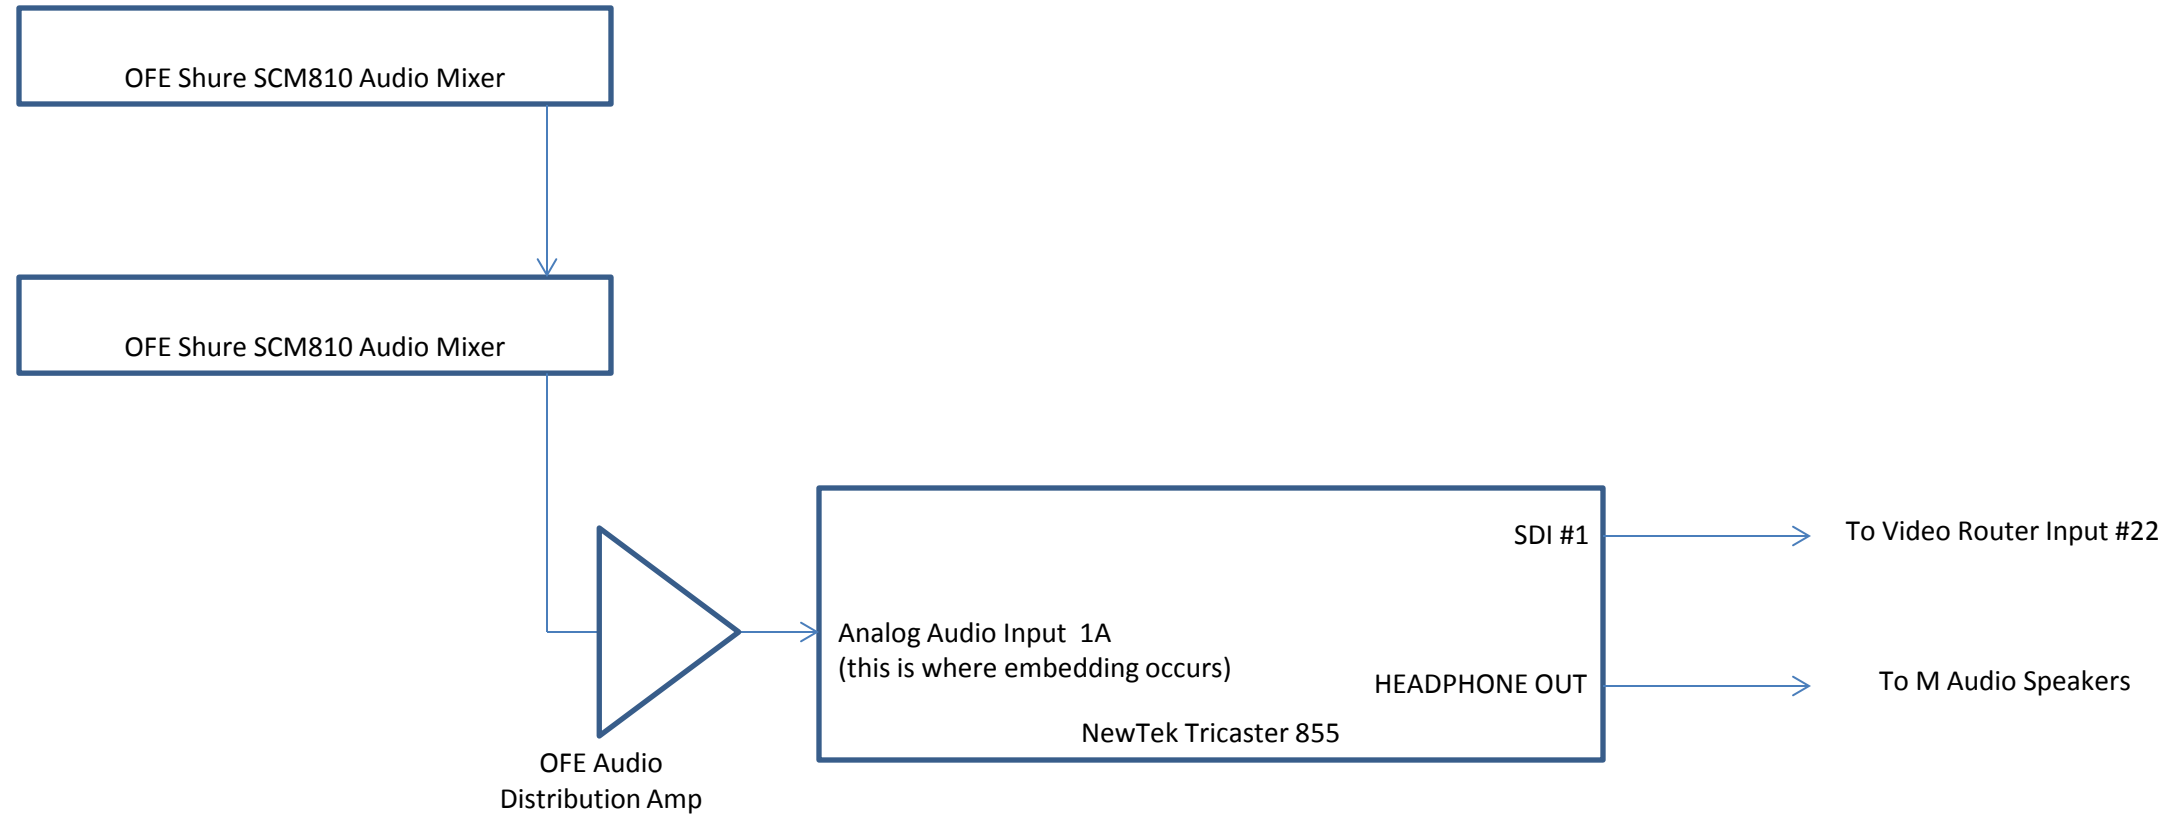 OFE Shure SCM810 Audio Mixer
OFE Shure SCM810 Audio Mixer
SDI #1
To Video Router Input #22
Analog Audio Input  1A
(this is where embedding occurs)
HEADPHONE OUT
To M Audio Speakers
NewTek Tricaster 855
OFE Audio
Distribution Amp